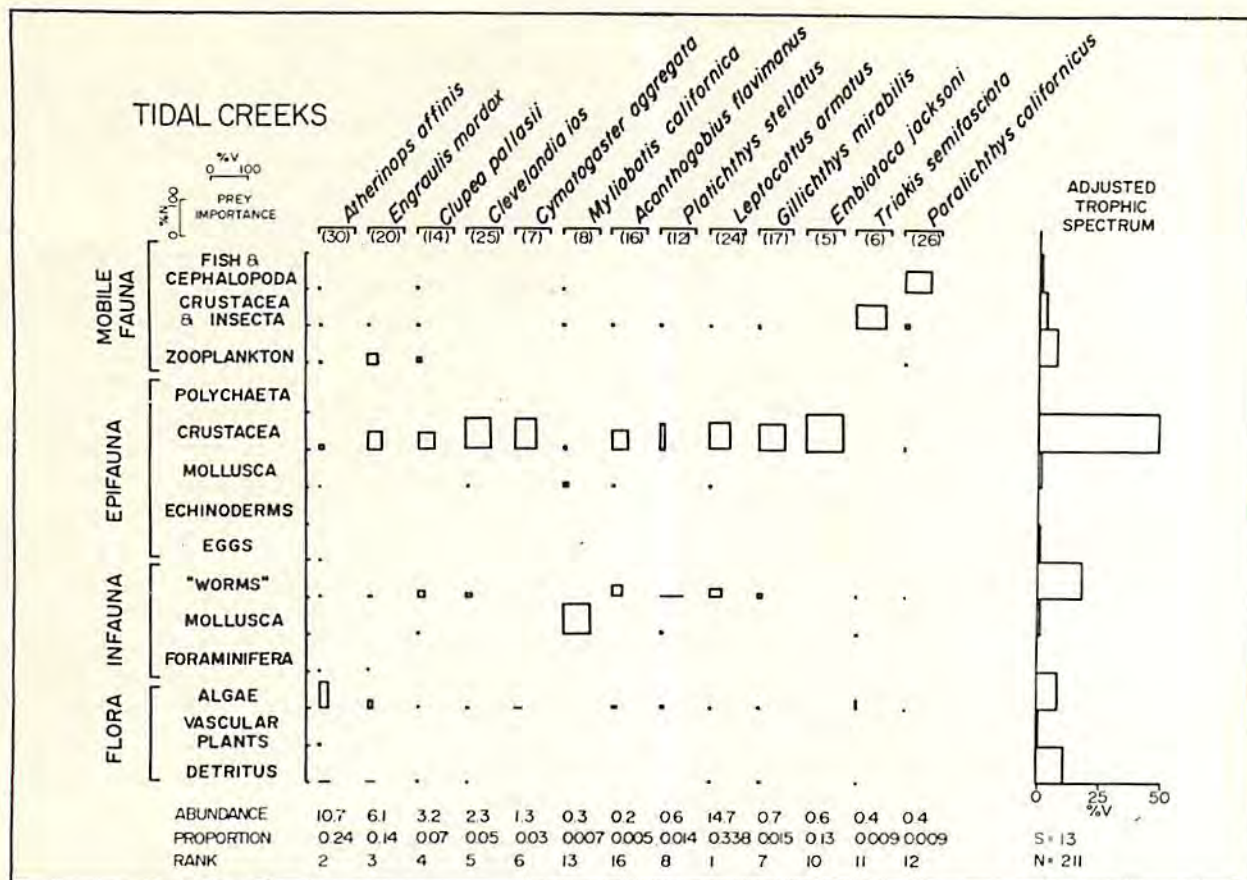 TIDAL CREEKS
%V
0 100
%N
0 100
PREY
IMPORTANCE
Atherinops affinis
Engraulis mordax
Clupea pallasii
Clevelandia ios
Cymatogaster aggregata
Myliobatis californica
Acanthogobius flavimanus
Platichthys stellatus
Leptocottus armatus
Gillichthys mirabilis
Embiotoca jacksoni
Triakis semifasciata
Paralichthys californicus
(30) (20) (14) (25) (7) (8) (16) (12) (24) (17) (5) (6) (26)
ADJUSTED
TROPHIC
SPECTRUM
MOBILE
FAUNA
FISH &
CEPHALOPODA
CRUSTACEA
& INSECTA
ZOOPLANKTON
EPIFAUNA
POLYCHAETA
CRUSTACEA
MOLLUSCA
ECHINODERMS
EGGS
INFAUNA
"WORMS"
MOLLUSCA
FORAMINIFERA
FLORA
ALGAE
VASCULAR
PLANTS
DETRITUS
0 25 50
%V
ABUNDANCE 10.7 6.1 3.2 2.3 1.3 0.3 0.2 0.6 14.7 0.7 0.6 0.4 0.4
PROPORTION 0.24 0.14 0.07 0.05 0.03 0.007 0.005 0.014 0.338 0.015 0.13 0.009 0.009
RANK 2 3 4 5 6 13 16 8 1 7 10 11 12
S = 13
N = 211